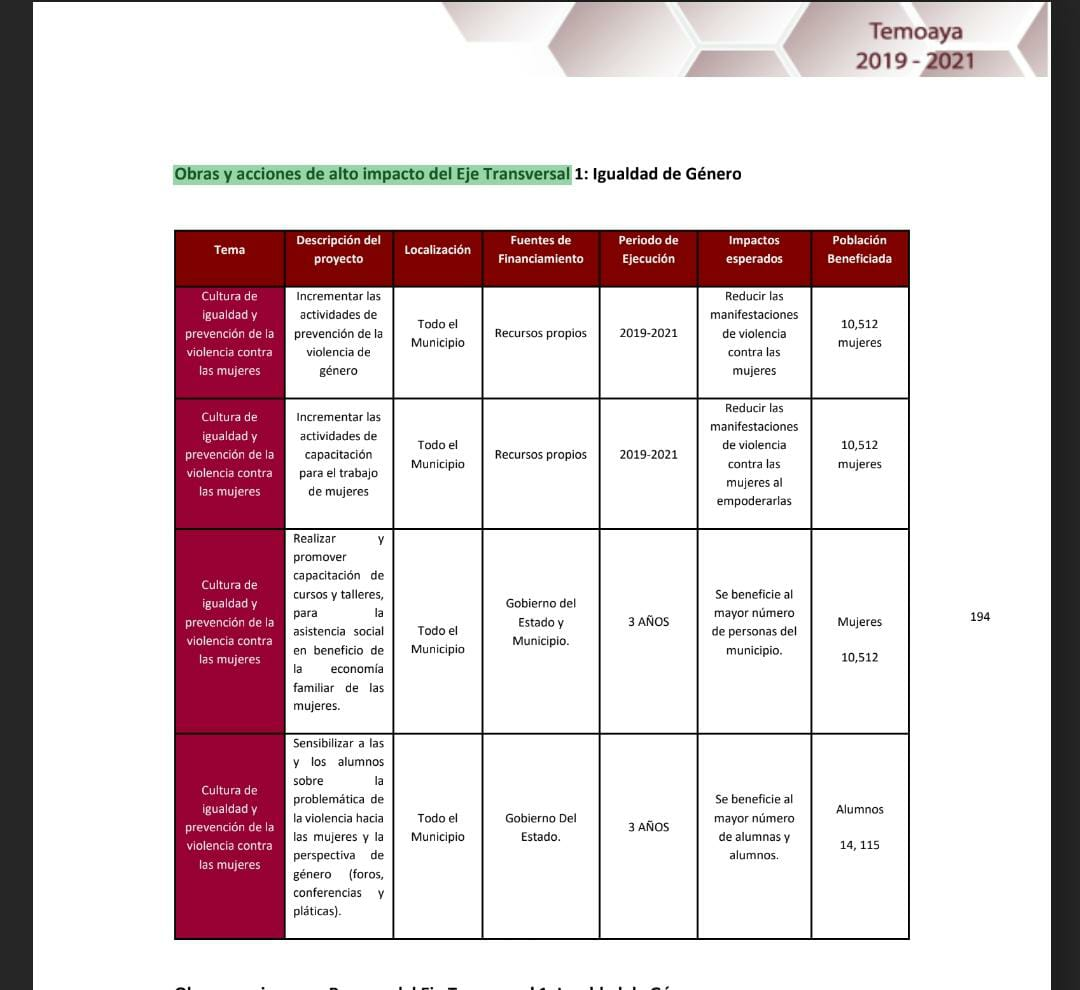 Temoaya
2019 - 2021
Obras y acciones de alto impacto del Eje Transversal 1: Igualdad de Género
Tema
Descripción del
proyecto
Localización
Fuentes de
Financiamiento
Periodo de
Ejecución
Impactos
esperados
Población
Beneficiada
Cultura de
igualdad y
prevención de la
violencia contra
las mujeres
Incrementar las
actividades de
prevención de la
violencia de
género
Todo el
Municipio
Recursos propios
2019-2021
Reducir las
manifestaciones
de violencia
contra las
mujeres
10,512
mujeres
Cultura de
igualdad y
prevención de la
violencia contra
las mujeres
Incrementar las
actividades de
capacitación
para el trabajo
de mujeres
Todo el
Municipio
Recursos propios
2019-2021
Reducir las
manifestaciones
de violencia
contra las
mujeres al
empoderarlas
10,512
mujeres
Cultura de
igualdad y
prevención de la
violencia contra
las mujeres
Realizar y
promover
capacitación de
cursos y talleres,
para la
asistencia social
en beneficio de
la economía
familiar de las
mujeres.
Todo el
Municipio
Gobierno del
Estado y
Municipio.
3 AÑOS
Se beneficie al
mayor número
de personas del
municipio.
Mujeres
10,512
194
Cultura de
igualdad y
prevención de la
violencia contra
las mujeres
Sensibilizar a las
y los alumnos
sobre la
problemática de
la violencia hacia
las mujeres y la
perspectiva de
género (foros,
conferencias y
pláticas).
Todo el
Municipio
Gobierno Del
Estado.
3 AÑOS
Se beneficie al
mayor número
de alumnas y
alumnos.
Alumnos
14, 115